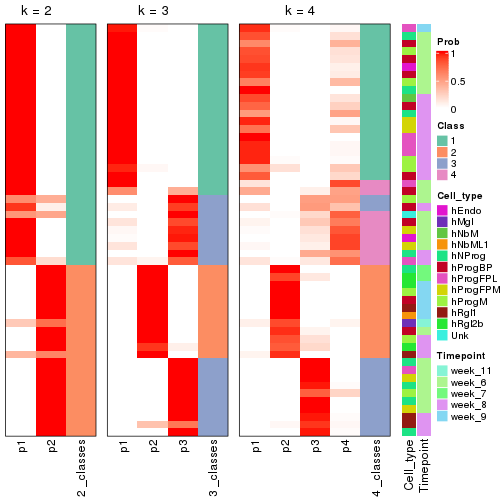 k = 2
k = 3
k = 4
p1
p2
2_classes
p1
p2
p3
3_classes
p1
p2
p3
p4
4_classes
Cell_type
Timepoint
Prob
1
0.5
0
Class
1
2
3
4
Cell_type
hEndo
hMgl
hNbM
hNbML1
hNProg
hProgBP
hProgFPL
hProgFPM
hProgM
hRgl1
hRgl2b
Unk
Timepoint
week_11
week_6
week_7
week_8
week_9